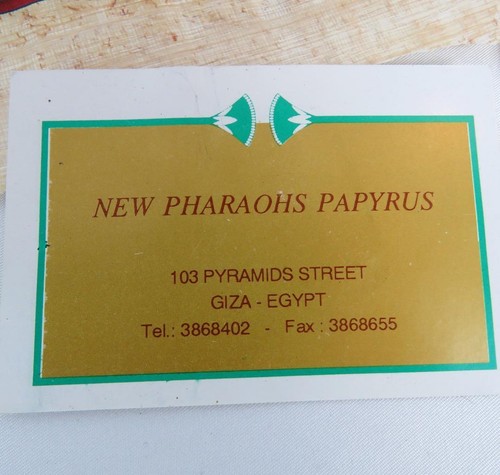 NEW PHARAOHS PAPYRUS
103 PYRAMIDS STREET
GIZA - EGYPT
Tel.: 3868402 - Fax : 3868655